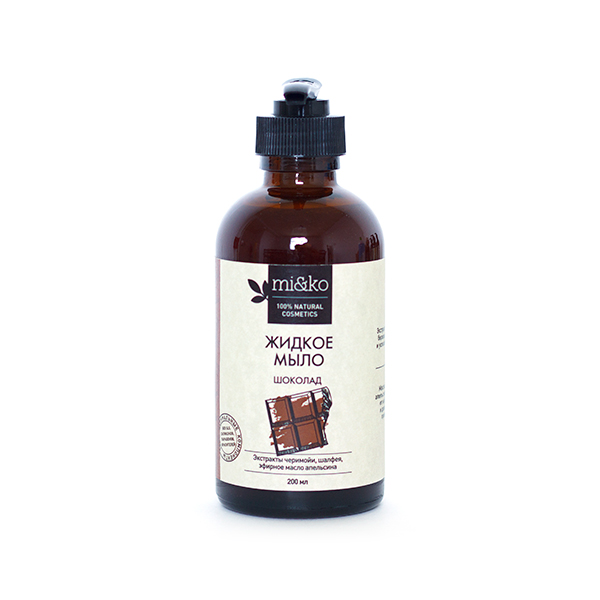 mi&ko
100% NATURAL
COSMETICS
ЖИДКОЕ
МЫЛО
ШОКОЛАД
Экстракты черимойи, шалфея,
эфирное масло апельсина
200 мл